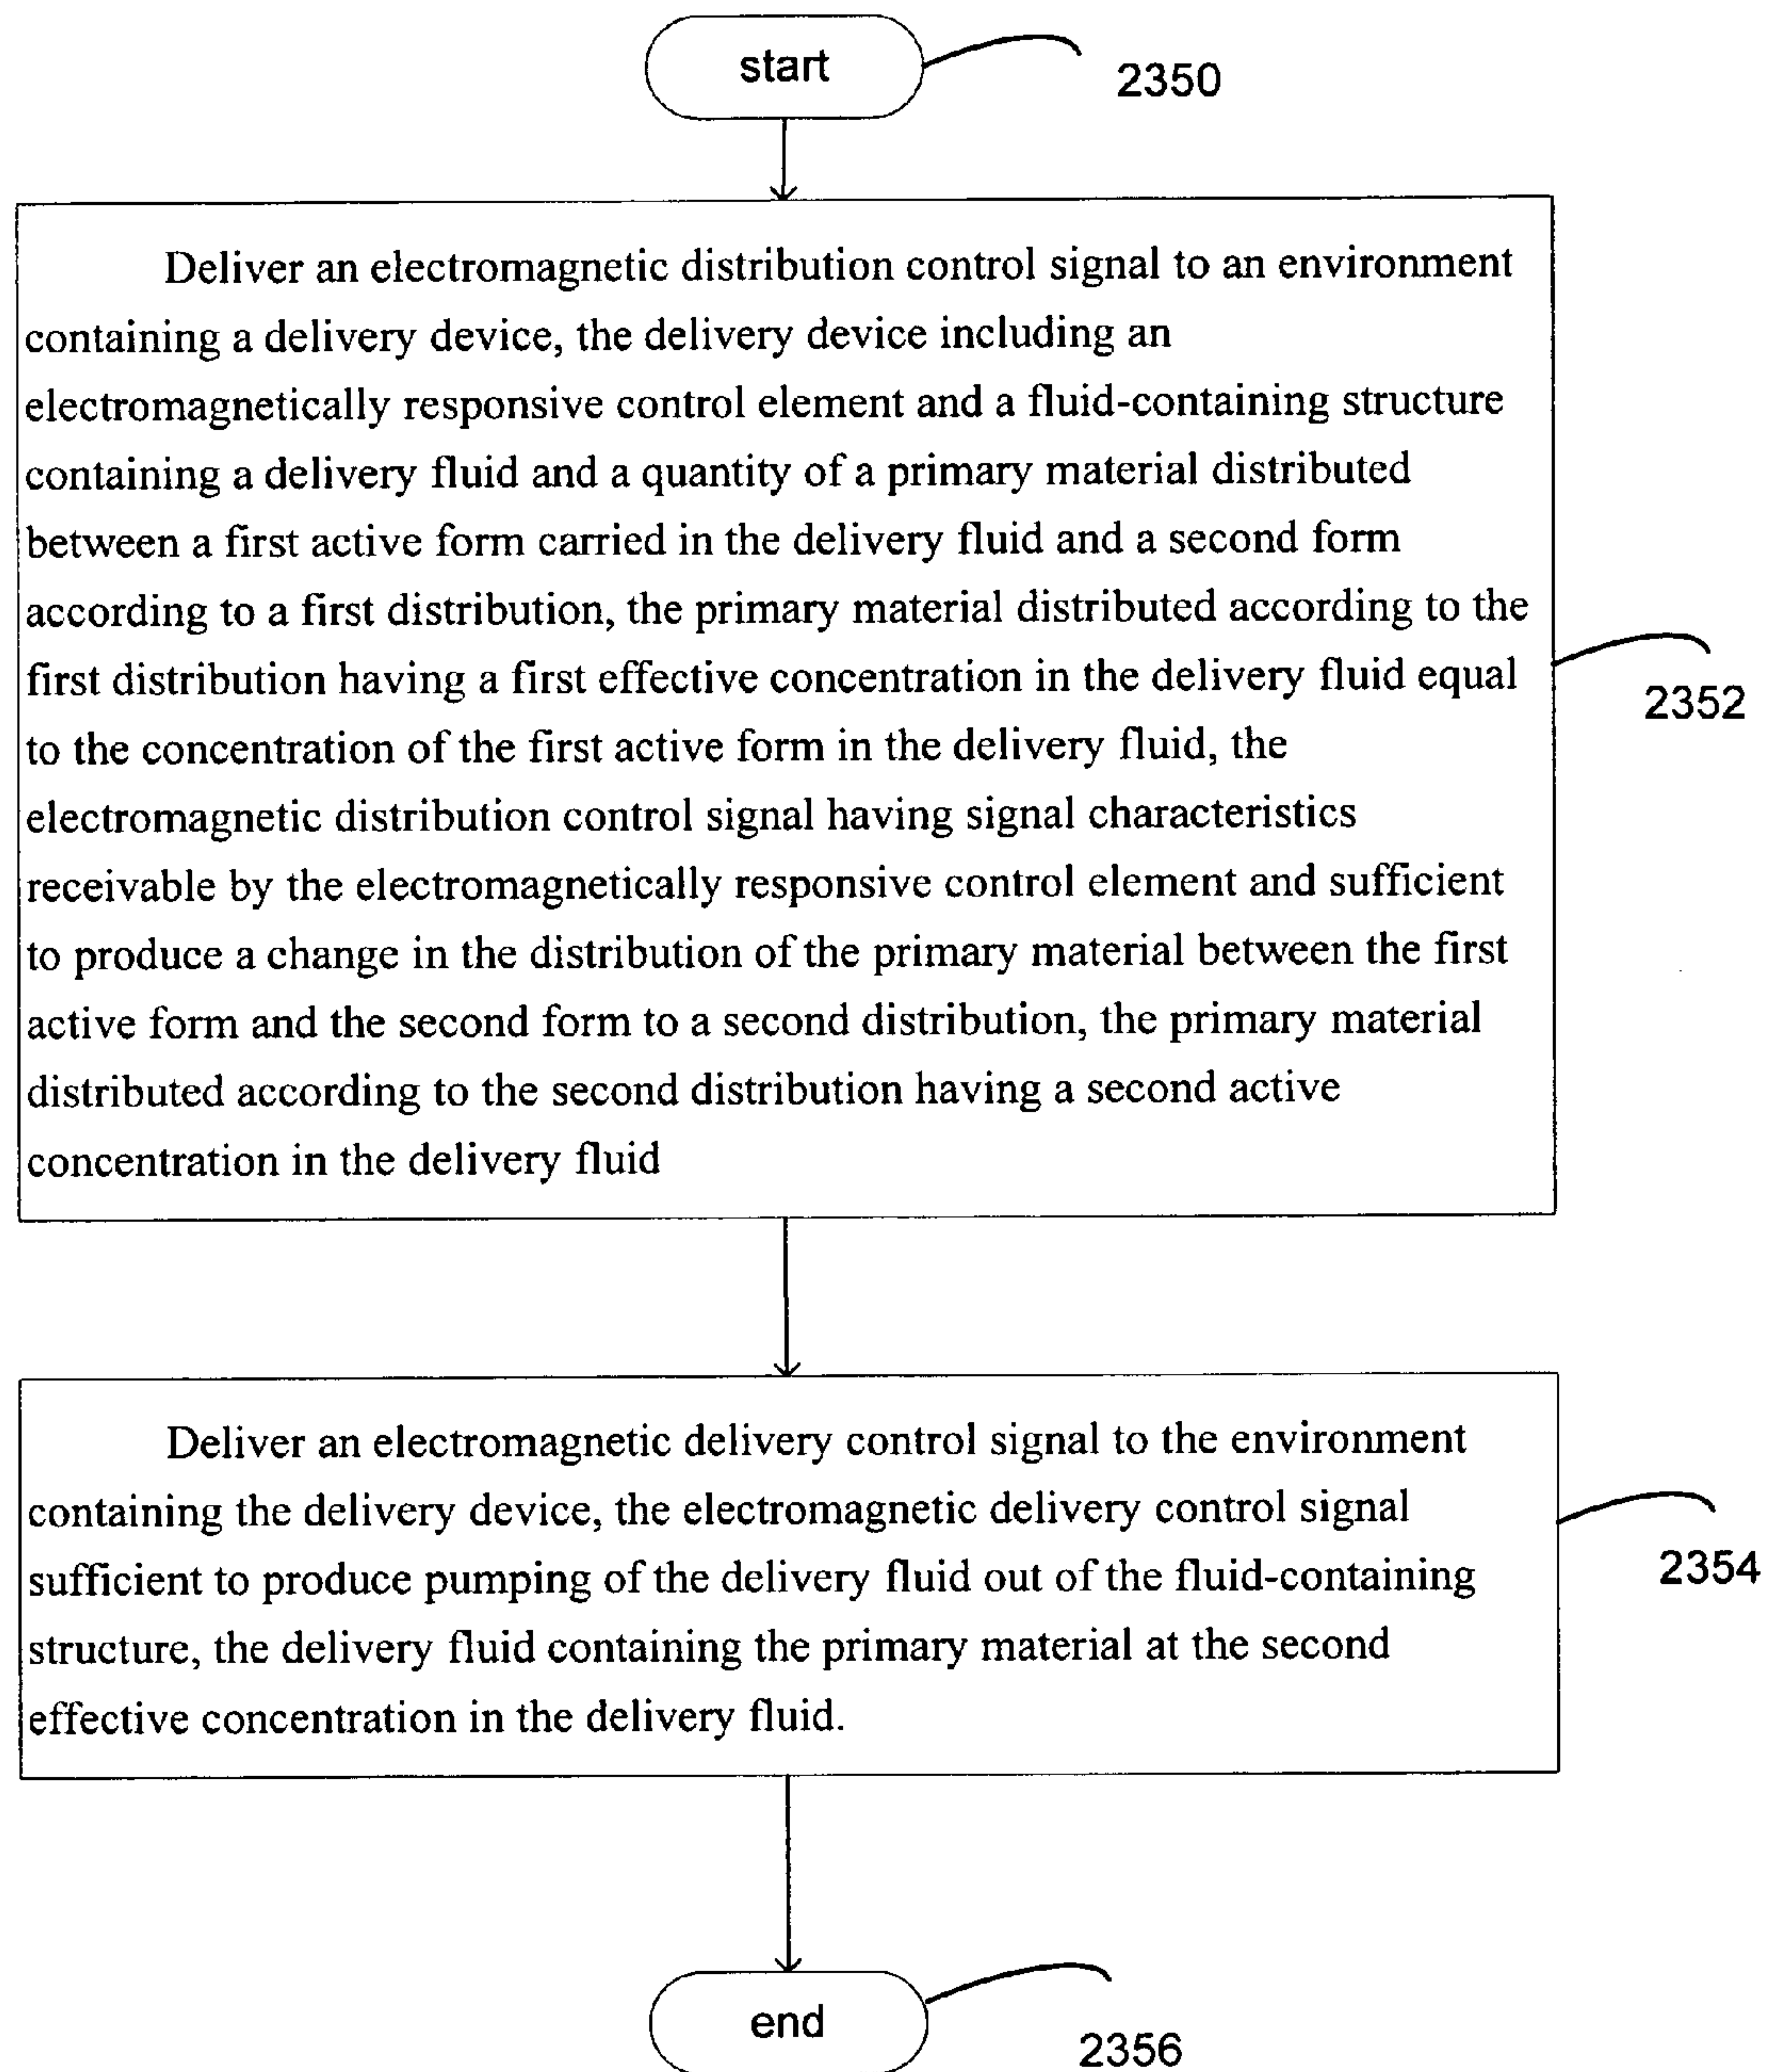 start
2350
Deliver an electromagnetic distribution control signal to an environment
containing a delivery device, the delivery device including an
electromagnetically responsive control element and a fluid-containing structure
containing a delivery fluid and a quantity of a primary material distributed
between a first active form carried in the delivery fluid and a second form
according to a first distribution, the primary material distributed according to the
first distribution having a first effective concentration in the delivery fluid equal
to the concentration of the first active form in the delivery fluid, the
electromagnetic distribution control signal having signal characteristics
receivable by the electromagnetically responsive control element and sufficient
to produce a change in the distribution of the primary material between the first
active form and the second form to a second distribution, the primary material
distributed according to the second distribution having a second active
concentration in the delivery fluid
2352
Deliver an electromagnetic delivery control signal to the environment
containing the delivery device, the electromagnetic delivery control signal
sufficient to produce pumping of the delivery fluid out of the fluid-containing
structure, the delivery fluid containing the primary material at the second
effective concentration in the delivery fluid.
2354
end
2356